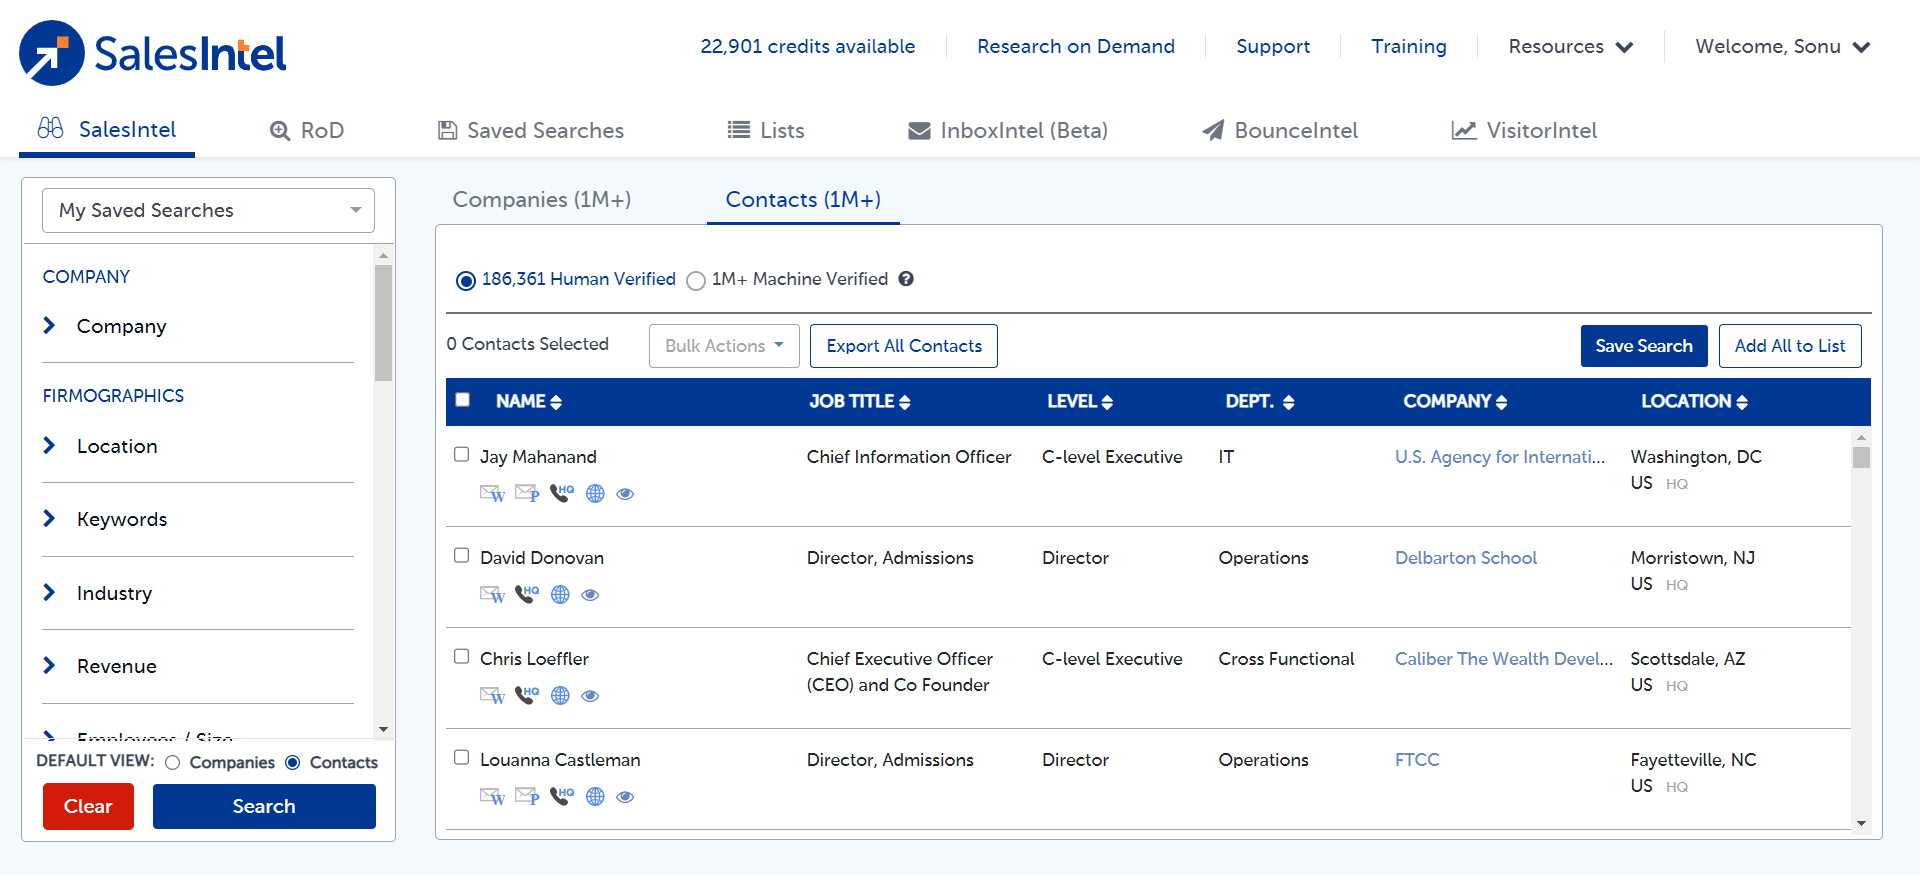 SalesIntel
22,901 credits available
Research on Demand
Support
Training
Resources
Welcome, Sonu
SalesIntel
RoD
Saved Searches
Lists
InboxIntel (Beta)
BounceIntel
VisitorIntel
My Saved Searches
COMPANY
Company
FIRMOGRAPHICS
Location
Keywords
Industry
Revenue
Employees / Size
DEFAULT VIEW: Companies Contacts
Clear
Search
Companies (1M+)
Contacts (1M+)
186,361 Human Verified 1M+ Machine Verified ?
0 Contacts Selected
Bulk Actions
Export All Contacts
Save Search
Add All to List
NAME JOB TITLE LEVEL DEPT. COMPANY LOCATION
Jay Mahanand Chief Information Officer C-level Executive IT U.S. Agency for Internati... Washington, DC
W P HQ US HQ
David Donovan Director, Admissions Director Operations Delbarton School Morristown, NJ
W HQ US HQ
Chris Loeffler Chief Executive Officer C-level Executive Cross Functional Caliber The Wealth Devel... Scottsdale, AZ
W HQ (CEO) and Co Founder US HQ
Louanna Castleman Director, Admissions Director Operations FTCC Fayetteville, NC
W P HQ US HQ